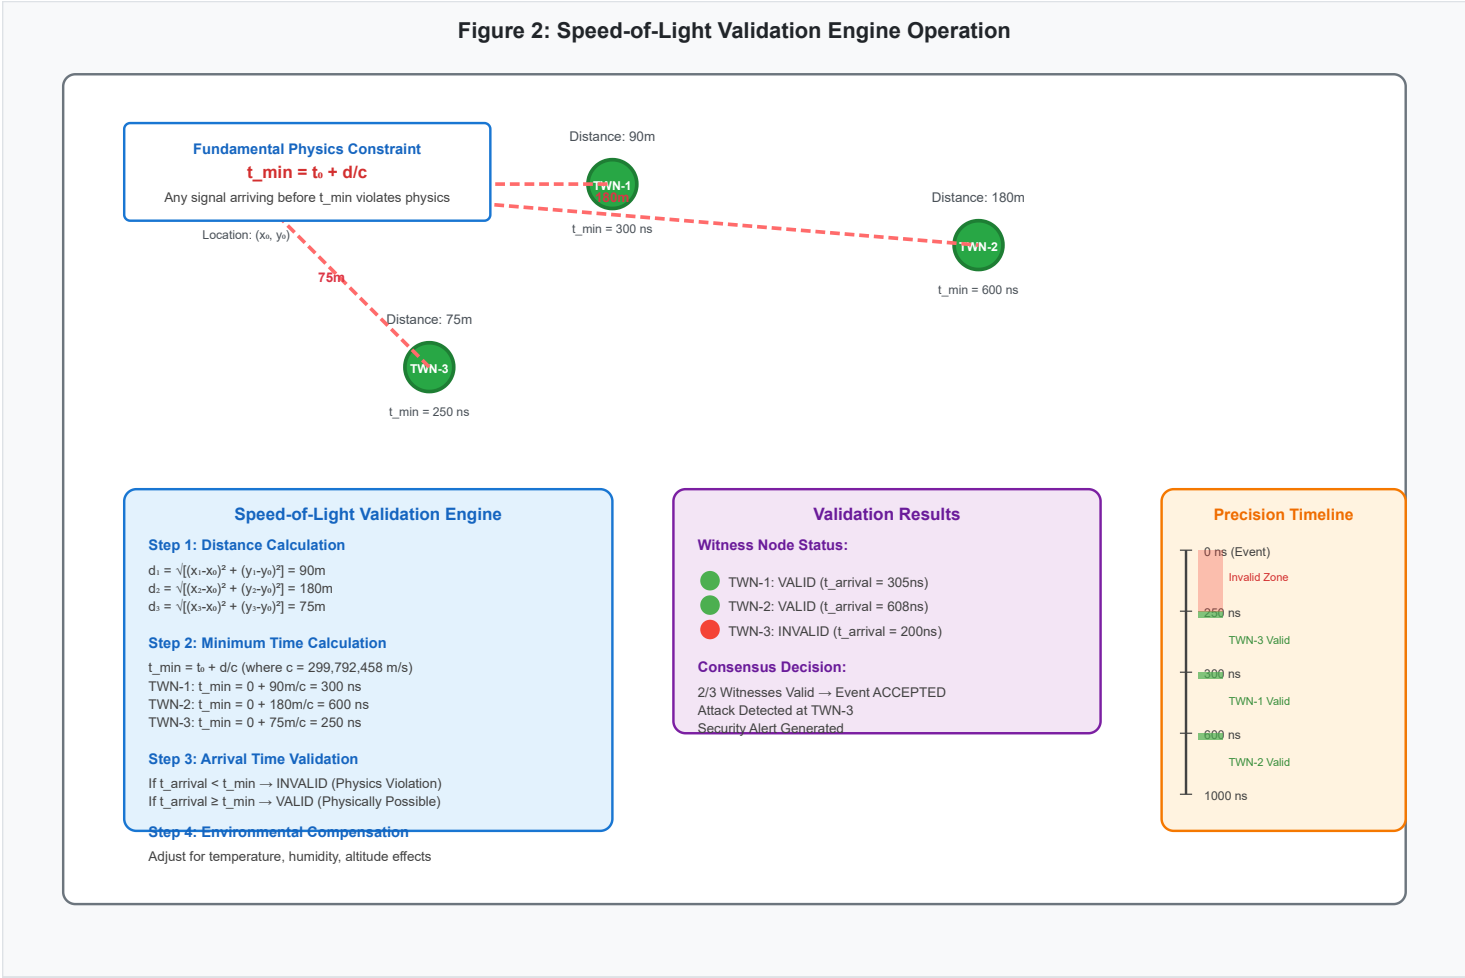 Figure 2: Speed-of-Light Validation Engine Operation
Fundamental Physics Constraint
t_min = t₀ + d/c
Any signal arriving before t_min violates physics
Location: (x₀, y₀)
Distance: 90m
TWN-1
180m
t_min = 300 ns
Distance: 180m
TWN-2
t_min = 600 ns
75m
Distance: 75m
TWN-3
t_min = 250 ns
Speed-of-Light Validation Engine
Step 1: Distance Calculation
d₁ = √[(x₁-x₀)² + (y₁-y₀)²] = 90m
d₂ = √[(x₂-x₀)² + (y₂-y₀)²] = 180m
d₃ = √[(x₃-x₀)² + (y₃-y₀)²] = 75m
Step 2: Minimum Time Calculation
t_min = t₀ + d/c (where c = 299,792,458 m/s)
TWN-1: t_min = 0 + 90m/c = 300 ns
TWN-2: t_min = 0 + 180m/c = 600 ns
TWN-3: t_min = 0 + 75m/c = 250 ns
Step 3: Arrival Time Validation
If t_arrival < t_min → INVALID (Physics Violation)
If t_arrival ≥ t_min → VALID (Physically Possible)
Step 4: Environmental Compensation
Adjust for temperature, humidity, altitude effects
Validation Results
Witness Node Status:
TWN-1: VALID (t_arrival = 305ns)
TWN-2: VALID (t_arrival = 608ns)
TWN-3: INVALID (t_arrival = 200ns)
Consensus Decision:
2/3 Witnesses Valid → Event ACCEPTED
Attack Detected at TWN-3
Security Alert Generated
Precision Timeline
0 ns (Event)
Invalid Zone
250 ns
TWN-3 Valid
300 ns
TWN-1 Valid
600 ns
TWN-2 Valid
1000 ns